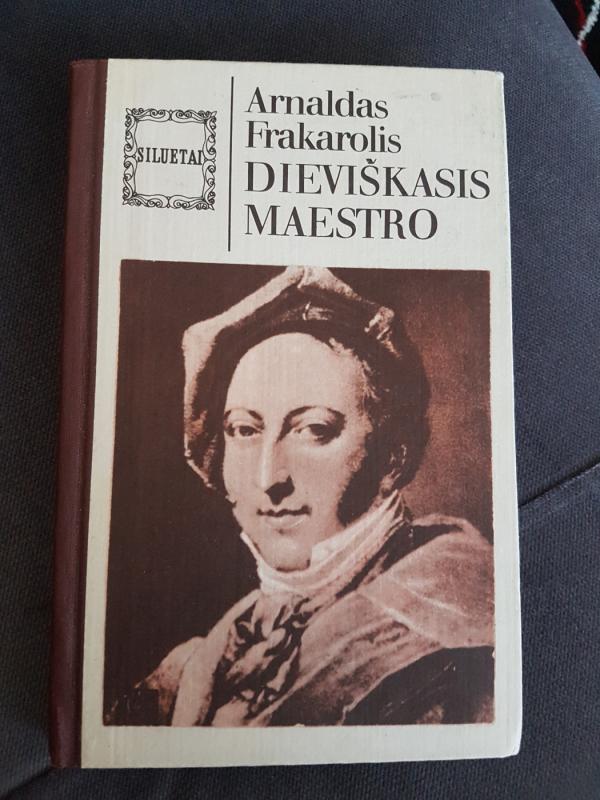 SILUETAI
Arnaldas
Frakarolis
DIEVIŠKASIS
MAESTRO